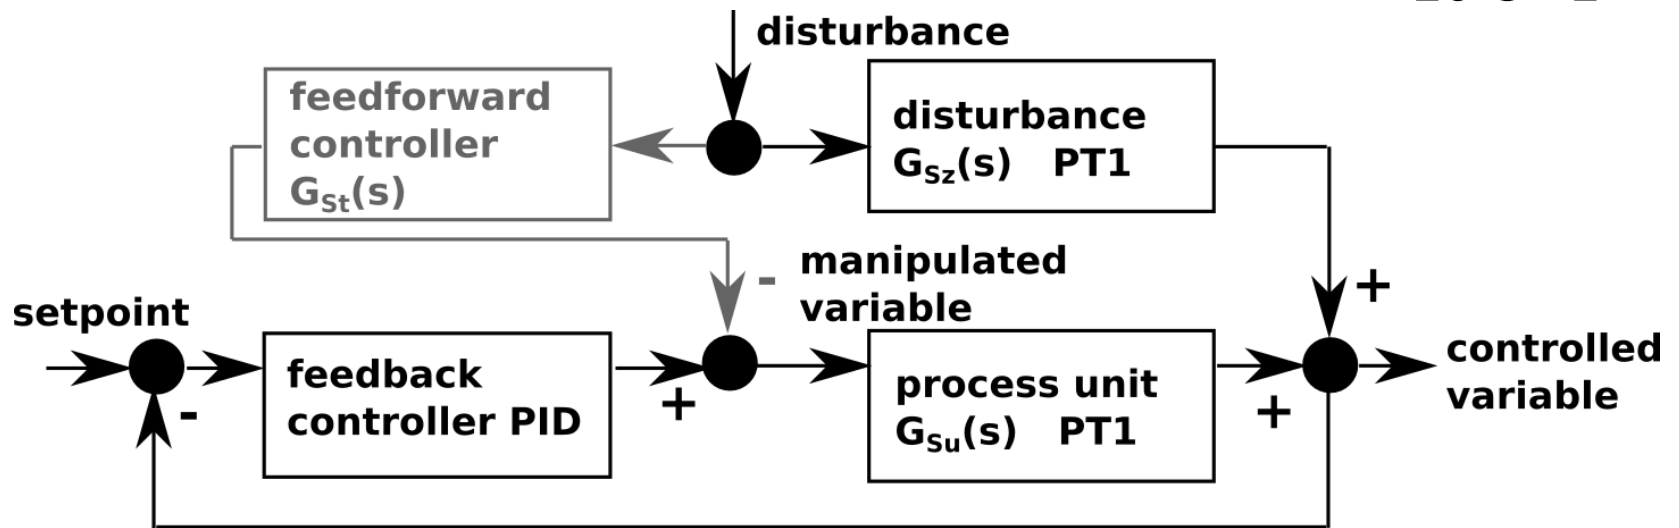 disturbance
feedforward
controller
G_St(s)
disturbance
G_Sz(s) PT1
setpoint
-
manipulated
variable
+
-
feedback
controller PID
+
process unit
G_Su(s) PT1
+
controlled
variable